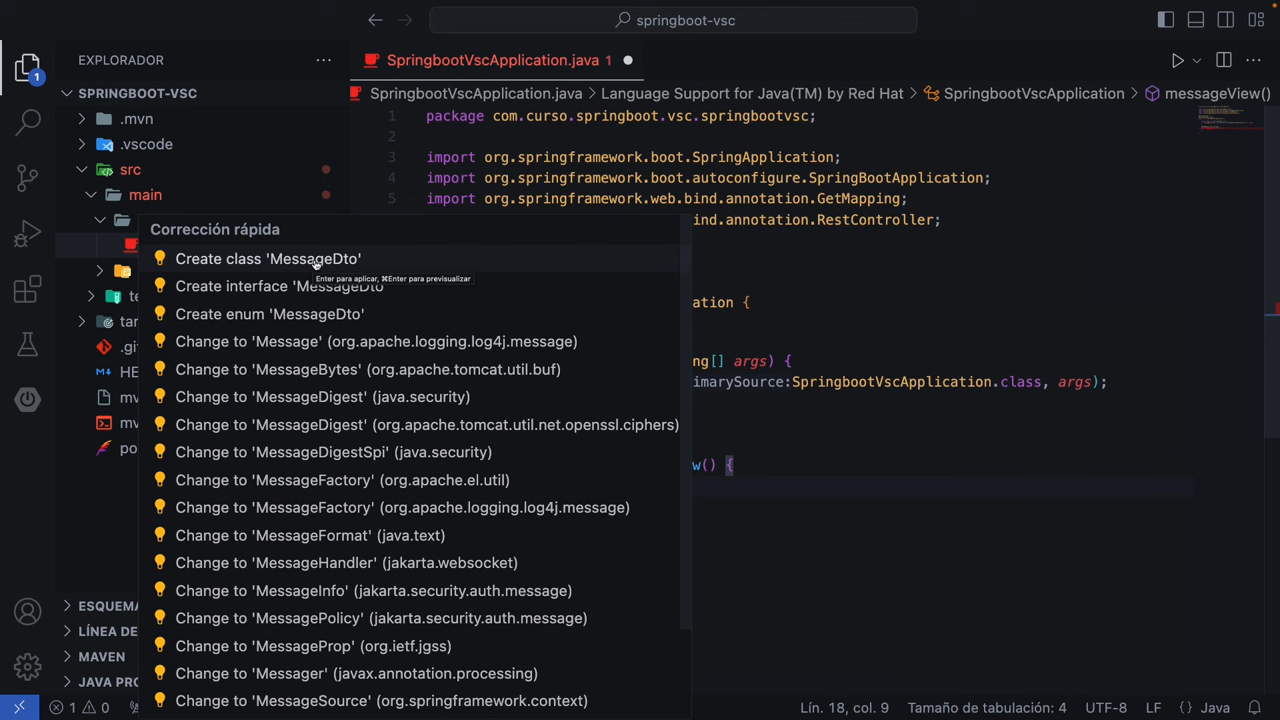 springboot-vsc
EXPLORADOR
SpringbootVscApplication.java 1
SPRINGBOOT-VSC
SpringbootVscApplication.java > Language Support for Java(TM) by Red Hat > SpringbootVscApplication > messageView()
.mvn
.vscode
src
main
1 package com.curso.springboot.vsc.springbootvsc;
2
3 import org.springframework.boot.SpringApplication;
4 import org.springframework.boot.autoconfigure.SpringBootApplication;
5 import org.springframework.web.bind.annotation.GetMapping;
ind.annotation.RestController;
ation {
ng[] args) {
imarySource:SpringbootVscApplication.class, args);
w() {
Corrección rápida
Create class 'MessageDto'
Enter para aplicar, ⌘Enter para previsualizar
Create interface 'MessageDto'
Create enum 'MessageDto'
Change to 'Message' (org.apache.logging.log4j.message)
Change to 'MessageBytes' (org.apache.tomcat.util.buf)
Change to 'MessageDigest' (java.security)
Change to 'MessageDigest' (org.apache.tomcat.util.net.openssl.ciphers)
Change to 'MessageDigestSpi' (java.security)
Change to 'MessageFactory' (org.apache.el.util)
Change to 'MessageFactory' (org.apache.logging.log4j.message)
Change to 'MessageFormat' (java.text)
Change to 'MessageHandler' (jakarta.websocket)
Change to 'MessageInfo' (jakarta.security.auth.message)
Change to 'MessagePolicy' (jakarta.security.auth.message)
Change to 'MessageProp' (org.ietf.jgss)
Change to 'Messager' (javax.annotation.processing)
Change to 'MessageSource' (org.springframework.context)
te
tar
.gi
HE
mv
mv
po
ESQUEMA
LÍNEA DE
MAVEN
JAVA PRO
1
1 0
Lín. 18, col. 9
Tamaño de tabulación: 4
UTF-8
LF
{} Java